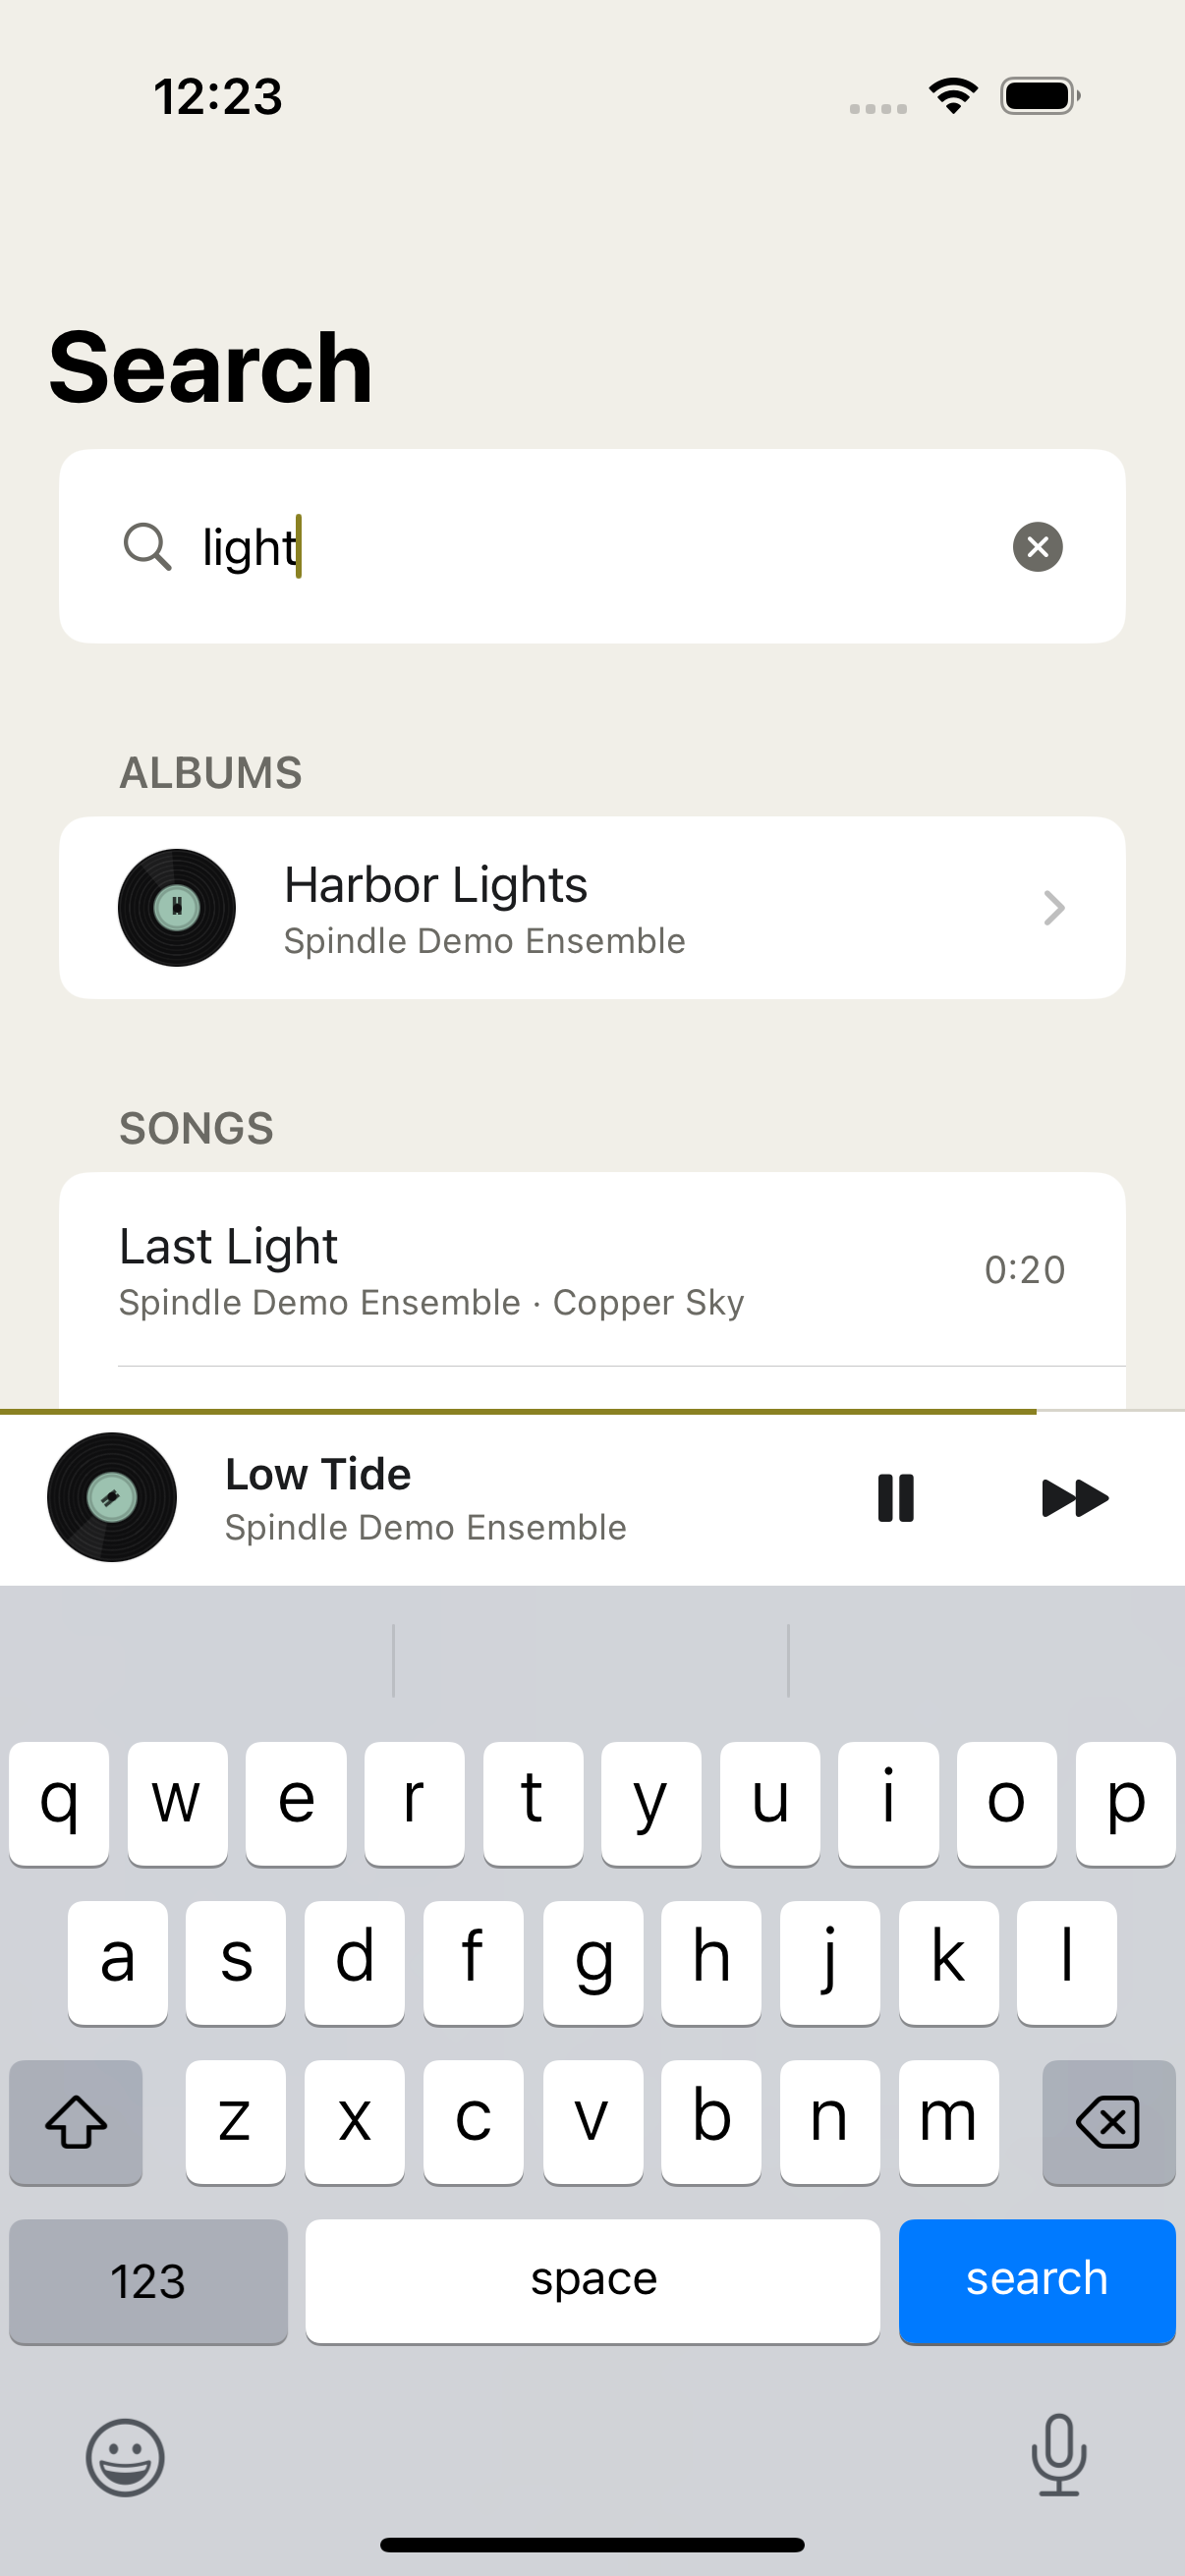 12:23
Search
light
ALBUMS
Harbor Lights
Spindle Demo Ensemble
SONGS
Last Light
0:20
Spindle Demo Ensemble · Copper Sky
Low Tide
Spindle Demo Ensemble
q w e r t y u i o p
a s d f g h j k l
z x c v b n m
123 space search